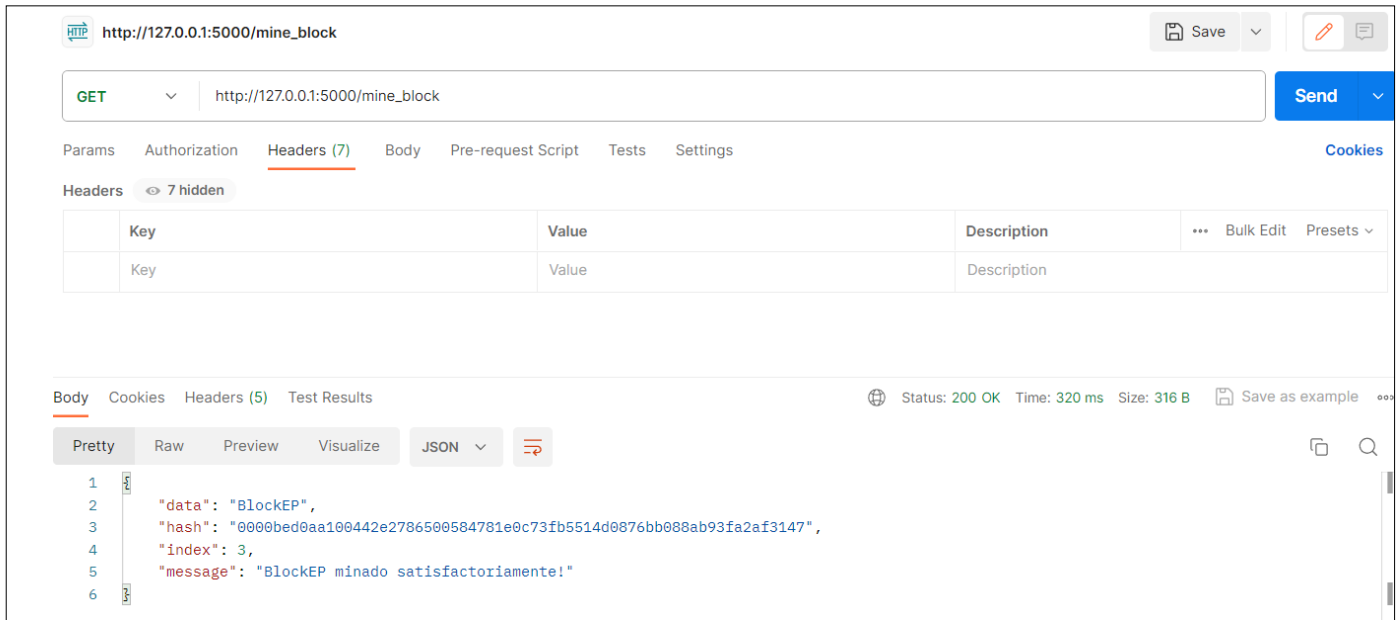 HTTP http://127.0.0.1:5000/mine_block Save
GET http://127.0.0.1:5000/mine_block Send
Params Authorization Headers (7) Body Pre-request Script Tests Settings Cookies
Headers 7 hidden
Key Value Description ••• Bulk Edit Presets
Key Value Description
Body Cookies Headers (5) Test Results Status: 200 OK Time: 320 ms Size: 316 B Save as example
Pretty Raw Preview Visualize JSON
1 {
2 "data": "BlockEP",
3 "hash": "0000bed0aa100442e2786500584781e0c73fb5514d0876bb088ab93fa2af3147",
4 "index": 3,
5 "message": "BlockEP minado satisfactoriamente!"
6 }